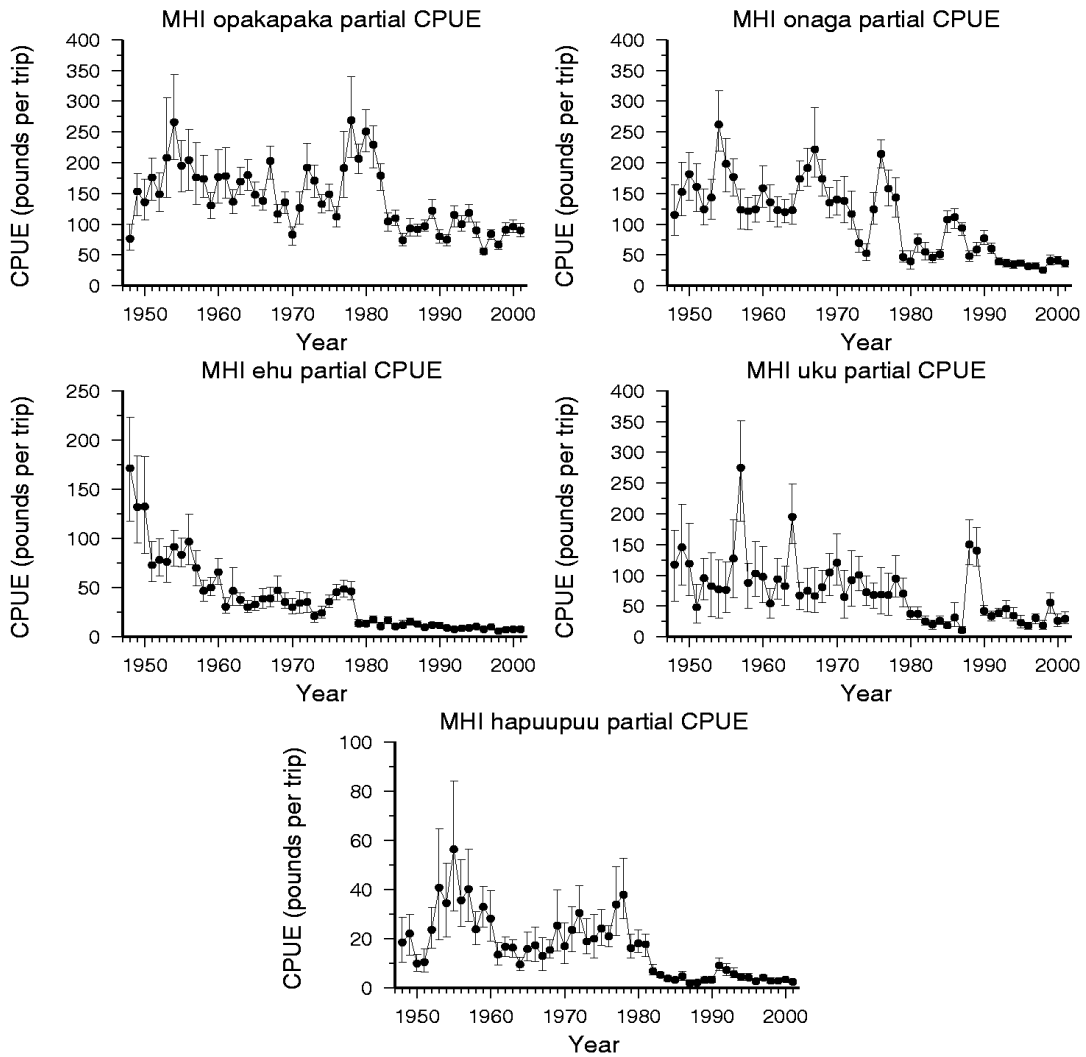 MHI opakapaka partial CPUE
CPUE (pounds per trip)
400
350
300
250
200
150
100
50
0
1950 1960 1970 1980 1990 2000
Year
MHI onaga partial CPUE
CPUE (pounds per trip)
400
350
300
250
200
150
100
50
0
1950 1960 1970 1980 1990 2000
Year
MHI ehu partial CPUE
CPUE (pounds per trip)
250
200
150
100
50
0
1950 1960 1970 1980 1990 2000
Year
MHI uku partial CPUE
CPUE (pounds per trip)
400
350
300
250
200
150
100
50
0
1950 1960 1970 1980 1990 2000
Year
MHI hapuupuu partial CPUE
CPUE (pounds per trip)
100
80
60
40
20
0
1950 1960 1970 1980 1990 2000
Year